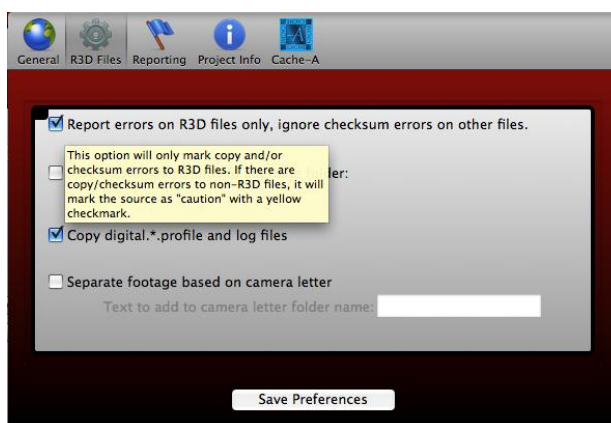 General R3D Files Reporting Project Info Cache-A
Report errors on R3D files only, ignore checksum errors on other files.
This option will only mark copy and/or
checksum errors to R3D files. If there are
copy/checksum errors to non-R3D files, it will
mark the source as "caution" with a yellow
checkmark.
Copy digital.*.profile and log files
Separate footage based on camera letter
Text to add to camera letter folder name:
Save Preferences